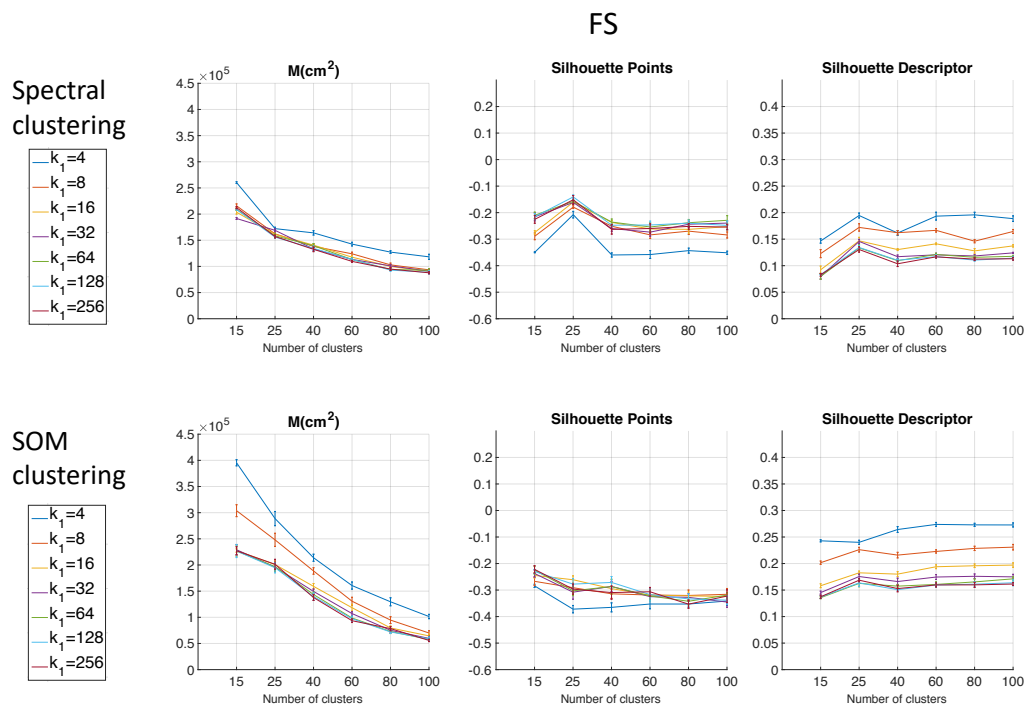 FS
Spectral
clustering
k1=4
k1=8
k1=16
k1=32
k1=64
k1=128
k1=256
×10^5
M(cm^2)
4.5
4
3.5
3
2.5
2
1.5
1
0.5
0
15 25 40 60 80 100
Number of clusters
Silhouette Points
0.2
0.1
0
-0.1
-0.2
-0.3
-0.4
-0.5
-0.6
15 25 40 60 80 100
Number of clusters
Silhouette Descriptor
0.4
0.35
0.3
0.25
0.2
0.15
0.1
0.05
0
15 25 40 60 80 100
Number of clusters
SOM
clustering
k1=4
k1=8
k1=16
k1=32
k1=64
k1=128
k1=256
×10^5
M(cm^2)
4.5
4
3.5
3
2.5
2
1.5
1
0.5
0
15 25 40 60 80 100
Number of clusters
Silhouette Points
0.2
0.1
0
-0.1
-0.2
-0.3
-0.4
-0.5
-0.6
15 25 40 60 80 100
Number of clusters
Silhouette Descriptor
0.4
0.35
0.3
0.25
0.2
0.15
0.1
0.05
0
15 25 40 60 80 100
Number of clusters